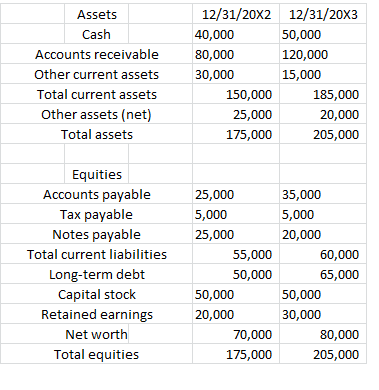 Assets 12/31/20X2 12/31/20X3
Cash 40,000 50,000
Accounts receivable 80,000 120,000
Other current assets 30,000 15,000
Total current assets 150,000 185,000
Other assets (net) 25,000 20,000
Total assets 175,000 205,000
Equities
Accounts payable 25,000 35,000
Tax payable 5,000 5,000
Notes payable 25,000 20,000
Total current liabilities 55,000 60,000
Long-term debt 50,000 65,000
Capital stock 50,000 50,000
Retained earnings 20,000 30,000
Net worth 70,000 80,000
Total equities 175,000 205,000